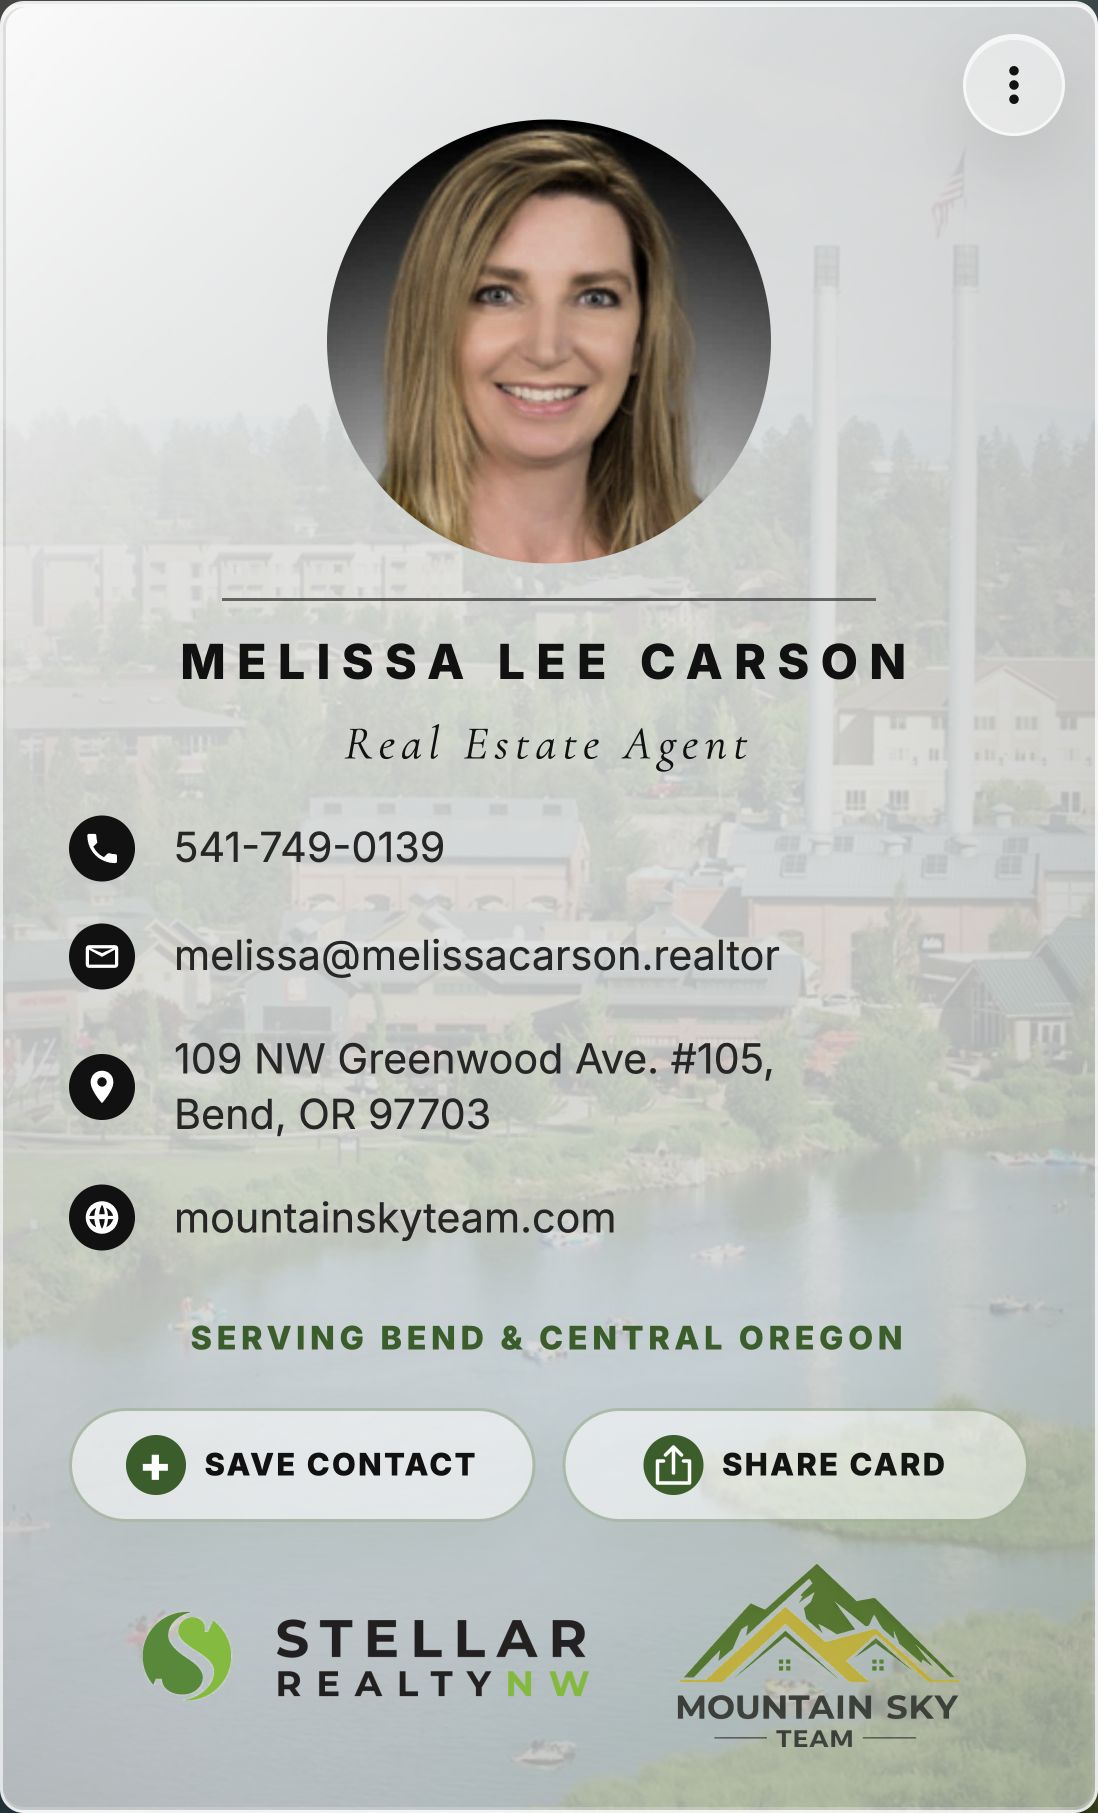 MELISSA LEE CARSON
Real Estate Agent
541-749-0139
melissa@melissacarson.realtor
109 NW Greenwood Ave. #105,
Bend, OR 97703
mountainskyteam.com
SERVING BEND & CENTRAL OREGON
SAVE CONTACT
SHARE CARD
STELLAR
REALTYNW
MOUNTAIN SKY
TEAM